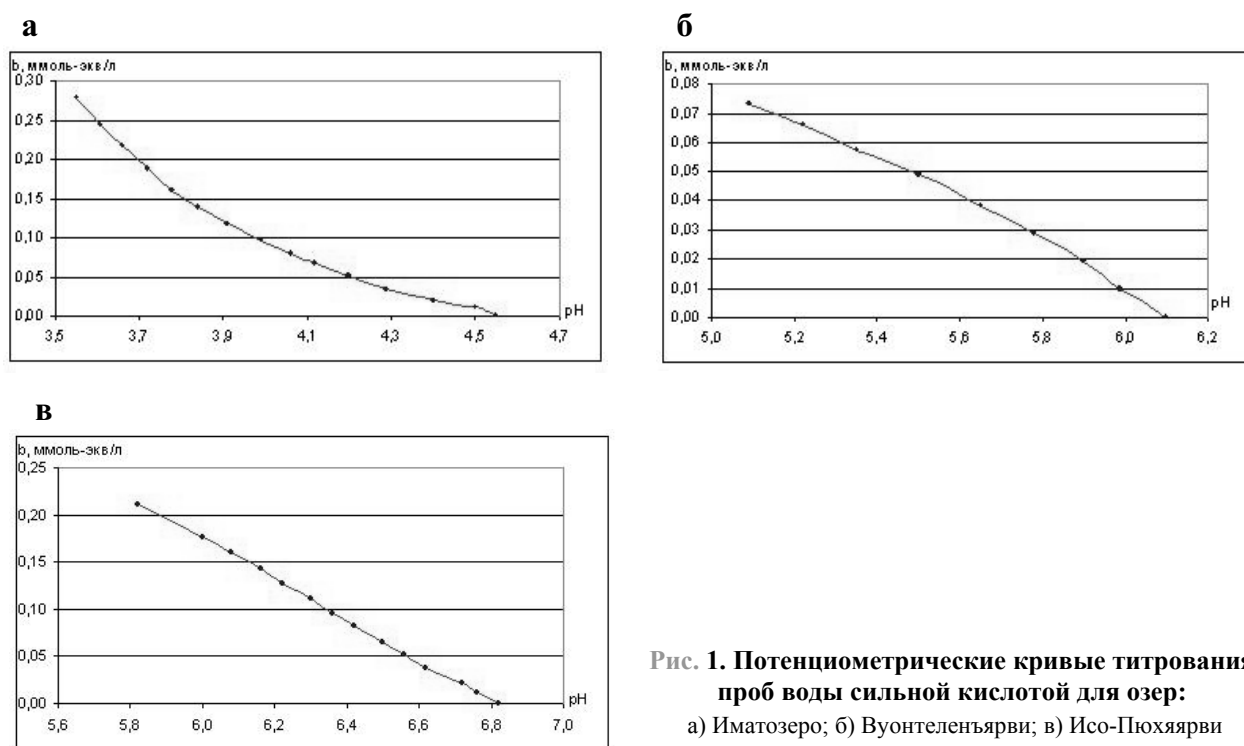 а
b, ммоль-экв/л
0,30
0,25
0,20
0,15
0,10
0,05
0,00
3,5 3,7 3,9 4,1 4,3 4,5 4,7
pH
б
b, ммоль-экв/л
0,08
0,07
0,06
0,05
0,04
0,03
0,02
0,01
0,00
5,0 5,2 5,4 5,6 5,8 6,0 6,2
pH
в
b, ммоль-экв/л
0,25
0,20
0,15
0,10
0,05
0,00
5,6 5,8 6,0 6,2 6,4 6,6 6,8 7,0
pH
Рис. 1. Потенциометрические кривые титрования
проб воды сильной кислотой для озер:
а) Иматозеро; б) Вуонтеленъярви; в) Исо-Пюхяярви